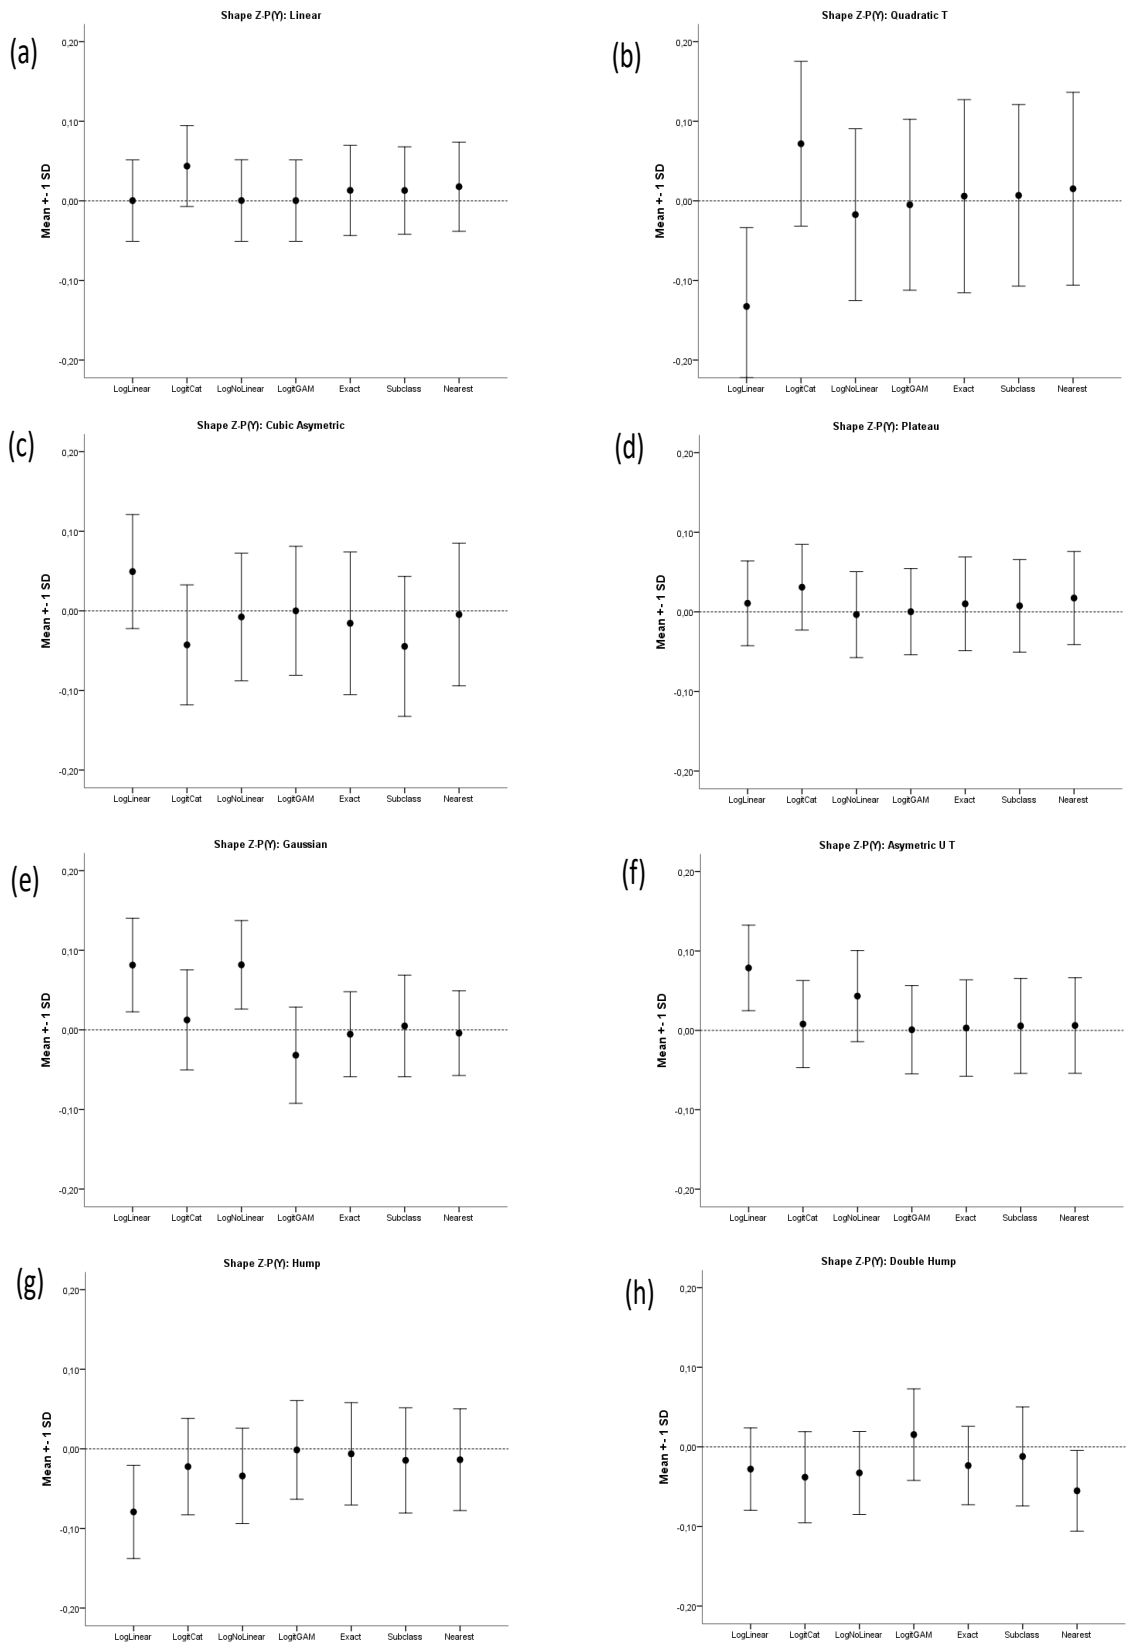 Shape Z-P(Y): Linear
(a)
0,20
0,10
0,00
-0,10
-0,20
Mean +- 1 SD
LogLinear LogitCat LogNoLinear LogitGAM Exact Subclass Nearest
Shape Z-P(Y): Quadratic T
(b)
0,20
0,10
0,00
-0,10
-0,20
Mean +- 1 SD
LogLinear LogitCat LogNoLinear LogitGAM Exact Subclass Nearest
Shape Z-P(Y): Cubic Asymetric
(c)
0,20
0,10
0,00
-0,10
-0,20
Mean +- 1 SD
LogLinear LogitCat LogNoLinear LogitGAM Exact Subclass Nearest
Shape Z-P(Y): Plateau
(d)
0,20
0,10
0,00
-0,10
-0,20
Mean +- 1 SD
LogLinear LogitCat LogNoLinear LogitGAM Exact Subclass Nearest
Shape Z-P(Y): Gaussian
(e)
0,20
0,10
0,00
-0,10
-0,20
Mean +- 1 SD
LogLinear LogitCat LogNoLinear LogitGAM Exact Subclass Nearest
Shape Z-P(Y): Asymetric U T
(f)
0,20
0,10
0,00
-0,10
-0,20
Mean +- 1 SD
LogLinear LogitCat LogNoLinear LogitGAM Exact Subclass Nearest
Shape Z-P(Y): Hump
(g)
0,20
0,10
0,00
-0,10
-0,20
Mean +- 1 SD
LogLinear LogitCat LogNoLinear LogitGAM Exact Subclass Nearest
Shape Z-P(Y): Double Hump
(h)
0,20
0,10
0,00
-0,10
-0,20
Mean +- 1 SD
LogLinear LogitCat LogNoLinear LogitGAM Exact Subclass Nearest